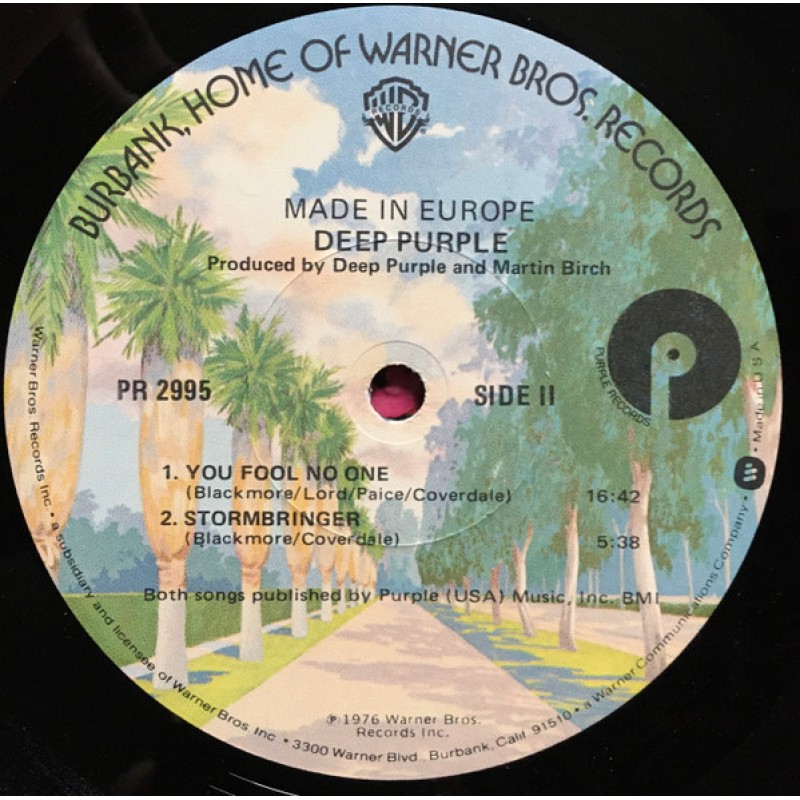 BURBANK, HOME OF WARNER BROS. RECORDS
W
RECORDS
MADE IN EUROPE
DEEP PURPLE
Produced by Deep Purple and Martin Birch
PR 2995
SIDE II
PURPLE RECORDS
1. YOU FOOL NO ONE
(Blackmore/Lord/Paice/Coverdale) 16:42
2. STORMBRINGER
(Blackmore/Coverdale) 5:38
Both songs published by Purple (USA) Music, Inc. BMI
℗ 1976 Warner Bros.
Records Inc.
Warner Bros. Records Inc. • a subsidiary and licensee of Warner Bros. Inc. • 3300 Warner Blvd., Burbank, Calif. 91510 • a Warner Communications Company • Made in U S A